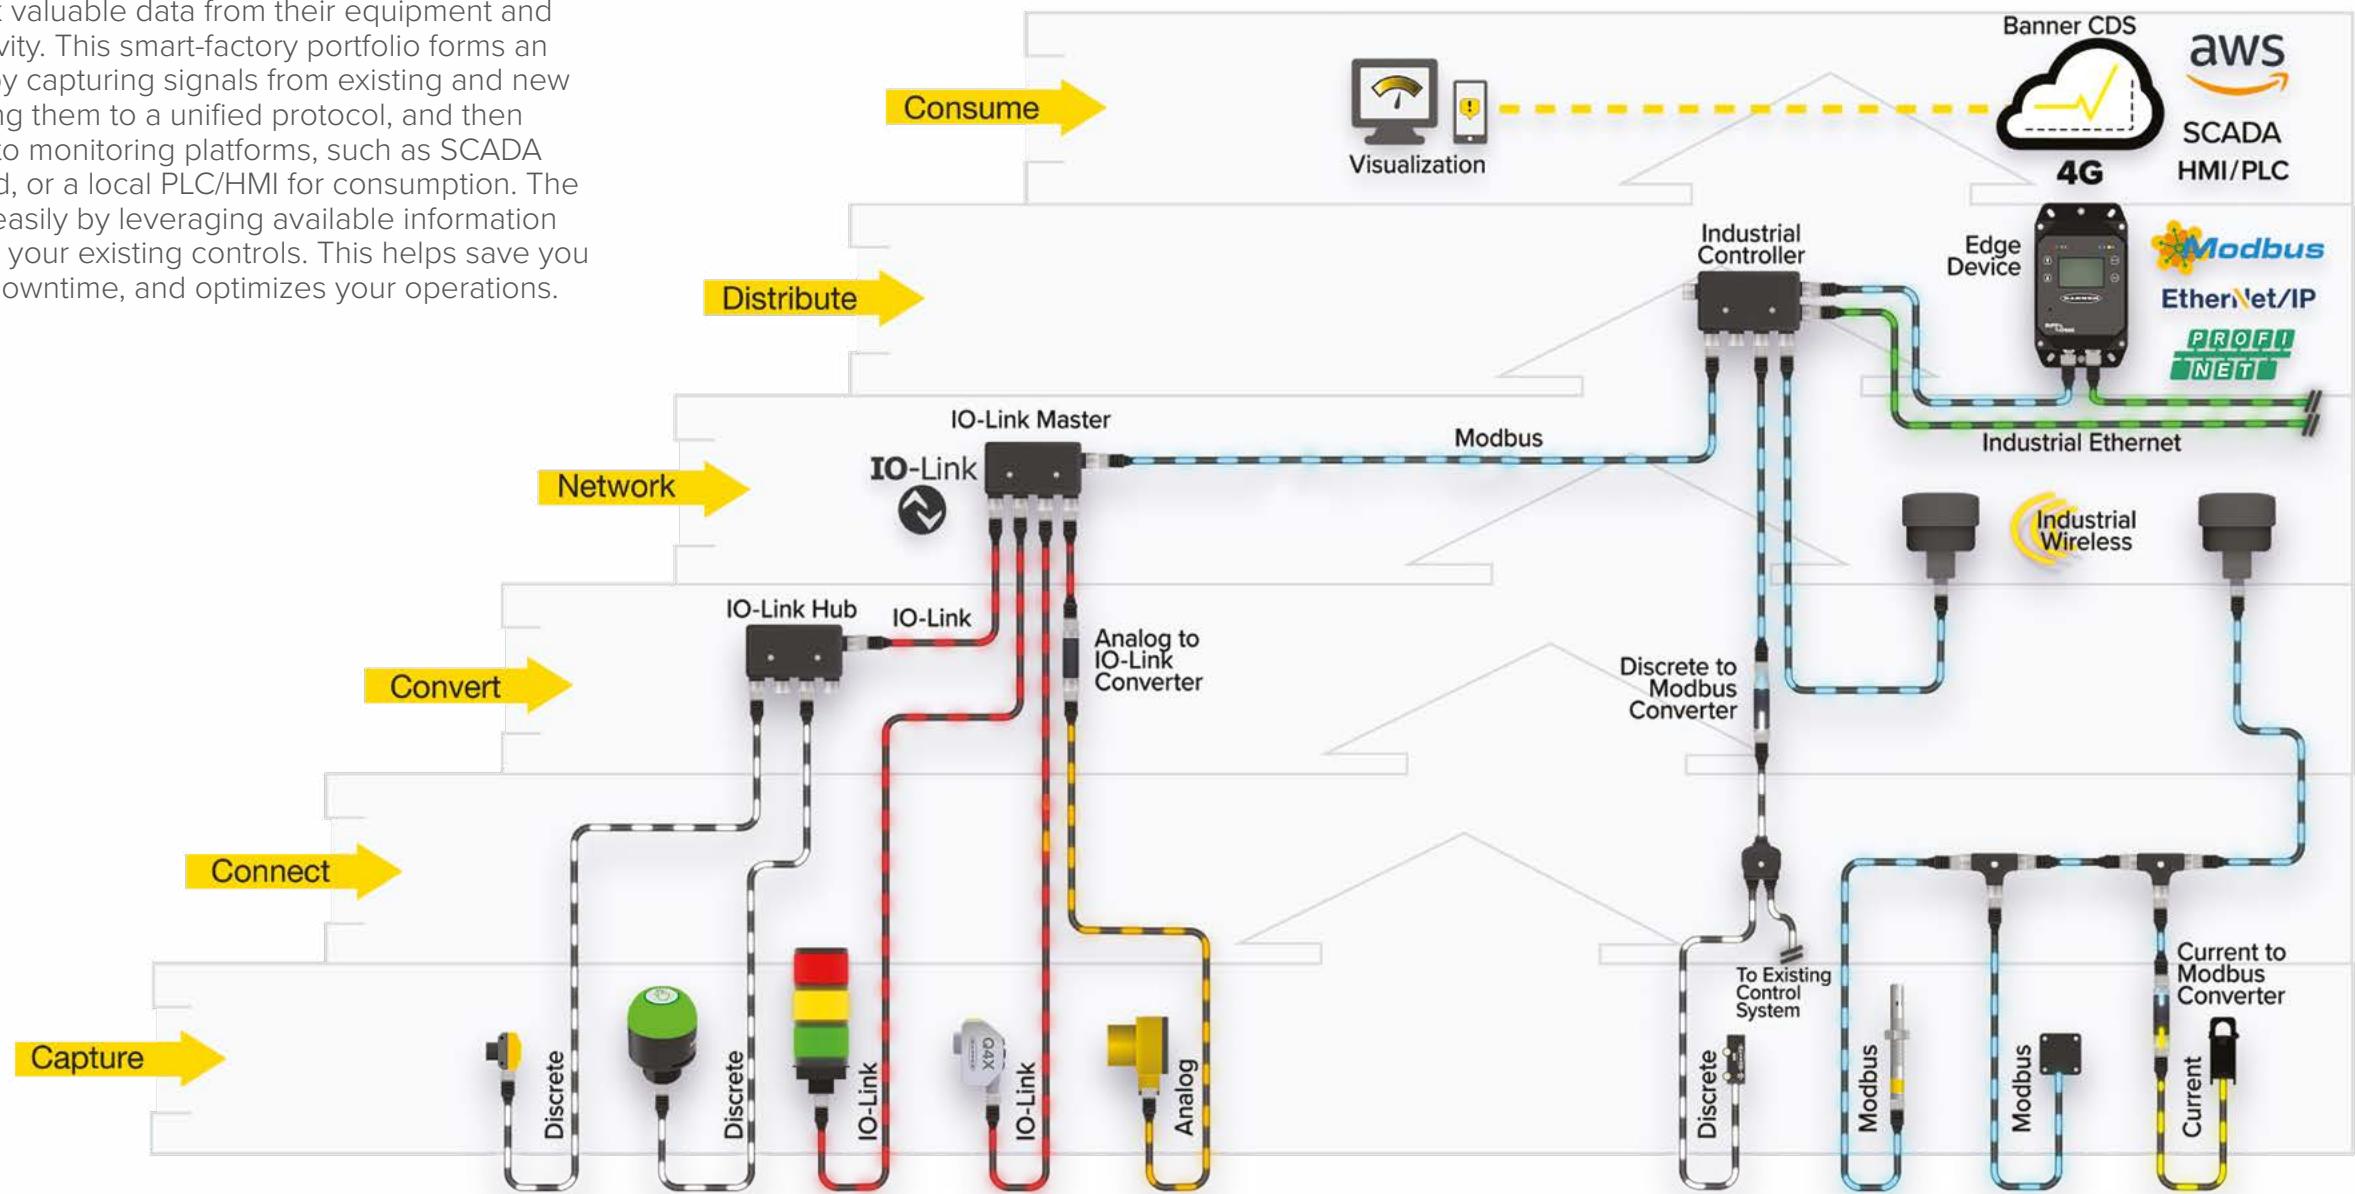 valuable data from their equipment and
vity. This smart-factory portfolio forms an
by capturing signals from existing and new
ng them to a unified protocol, and then
to monitoring platforms, such as SCADA
d, or a local PLC/HMI for consumption. The
easily by leveraging available information
your existing controls. This helps save you
owntime, and optimizes your operations.
Consume
Visualization
Banner CDS
4G
aws
SCADA
HMI/PLC
Distribute
Industrial
Controller
Edge
Device
BANNER
Modbus
EtherNet/IP
PROFI
NET
Industrial Ethernet
Network
IO-Link Master
IO-Link
Modbus
Industrial
Wireless
Convert
IO-Link Hub
IO-Link
Analog to
IO-Link
Converter
Discrete to
Modbus
Converter
Connect
To Existing
Control
System
Current to
Modbus
Converter
Capture
Discrete
Discrete
IO-Link
Q4X
IO-Link
Analog
Discrete
Modbus
Modbus
Current